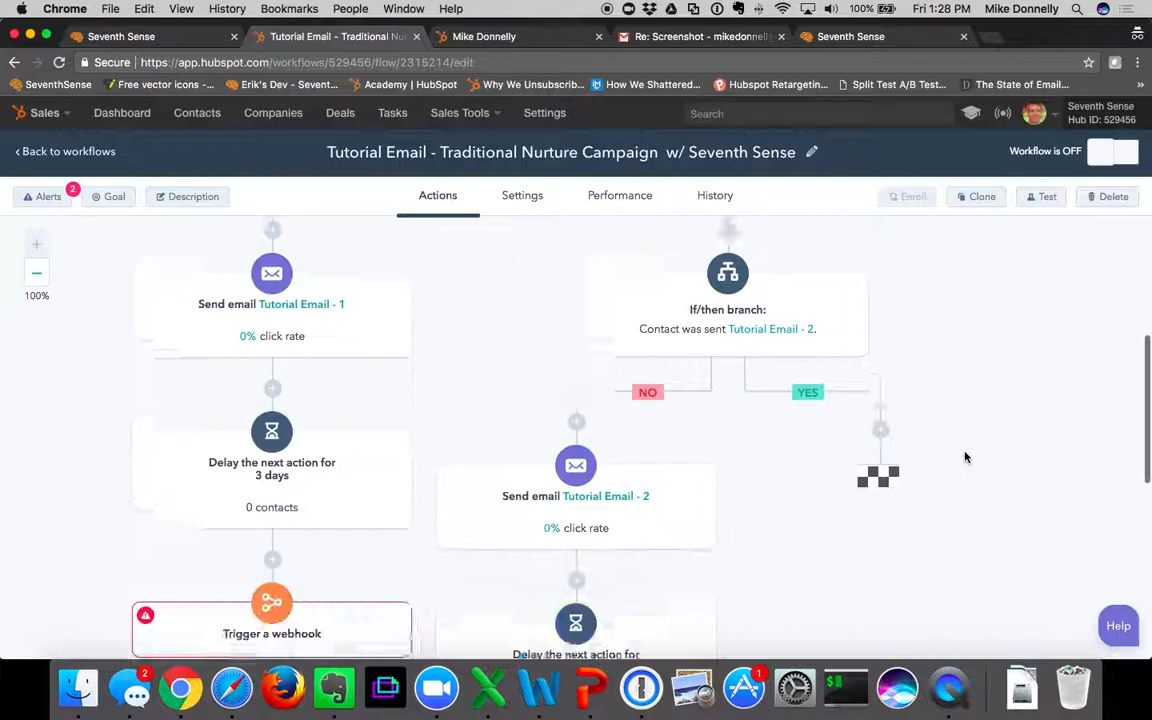 Chrome File Edit View History Bookmarks People Window Help 100% Fri 1:28 PM Mike Donnelly
Seventh Sense Tutorial Email - Traditional Nu Mike Donnelly Re: Screenshot - mikedonnelly Seventh Sense
Secure https://app.hubspot.com/workflows/529456/flow/2315214/edit
SeventhSense Free vector icons -... Erik's Dev - Sevent... Academy | HubSpot Why We Unsubscrib... How We Shattered... Hubspot Retargetin... Split Test A/B Test... The State of Email...
Sales Dashboard Contacts Companies Deals Tasks Sales Tools Settings Search Seventh Sense
Hub ID: 529456
Back to workflows Tutorial Email - Traditional Nurture Campaign w/ Seventh Sense Workflow is OFF
Alerts 2 Goal Description Actions Settings Performance History Enroll Clone Test Delete
+
−
100%
Send email Tutorial Email - 1
0% click rate
If/then branch:
Contact was sent Tutorial Email - 2.
NO YES
Delay the next action for
3 days
0 contacts
Send email Tutorial Email - 2
0% click rate
Trigger a webhook
Delay the next action for
Help
2
1